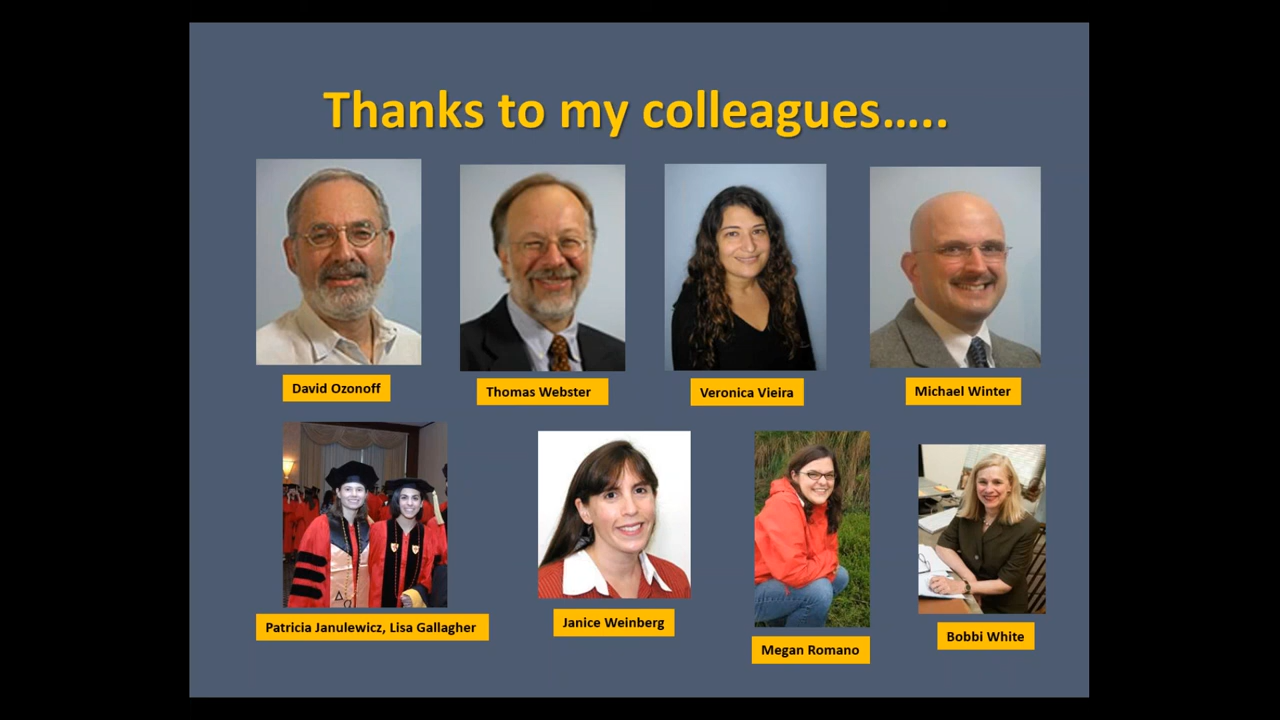 Thanks to my colleagues.....
David Ozonoff
Thomas Webster
Veronica Vieira
Michael Winter
Patricia Janulewicz, Lisa Gallagher
Janice Weinberg
Megan Romano
Bobbi White